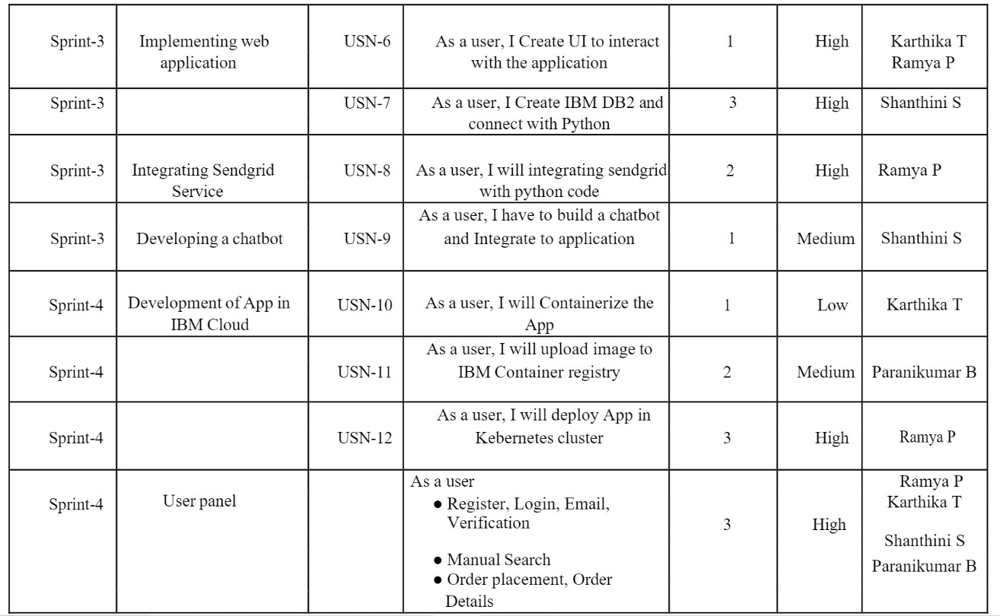 Sprint-3 Implementing web application USN-6 As a user, I Create UI to interact with the application 1 High Karthika T Ramya P
Sprint-3 USN-7 As a user, I Create IBM DB2 and connect with Python 3 High Shanthini S
Sprint-3 Integrating Sendgrid Service USN-8 As a user, I will integrating sendgrid with python code 2 High Ramya P
Sprint-3 Developing a chatbot USN-9 As a user, I have to build a chatbot and Integrate to application 1 Medium Shanthini S
Sprint-4 Development of App in IBM Cloud USN-10 As a user, I will Containerize the App 1 Low Karthika T
Sprint-4 USN-11 As a user, I will upload image to IBM Container registry 2 Medium Paranikumar B
Sprint-4 USN-12 As a user, I will deploy App in Kebernetes cluster 3 High Ramya P
Sprint-4 User panel As a user
● Register, Login, Email,
Verification
● Manual Search
● Order placement, Order
Details
3 High Ramya P
Karthika T
Shanthini S
Paranikumar B